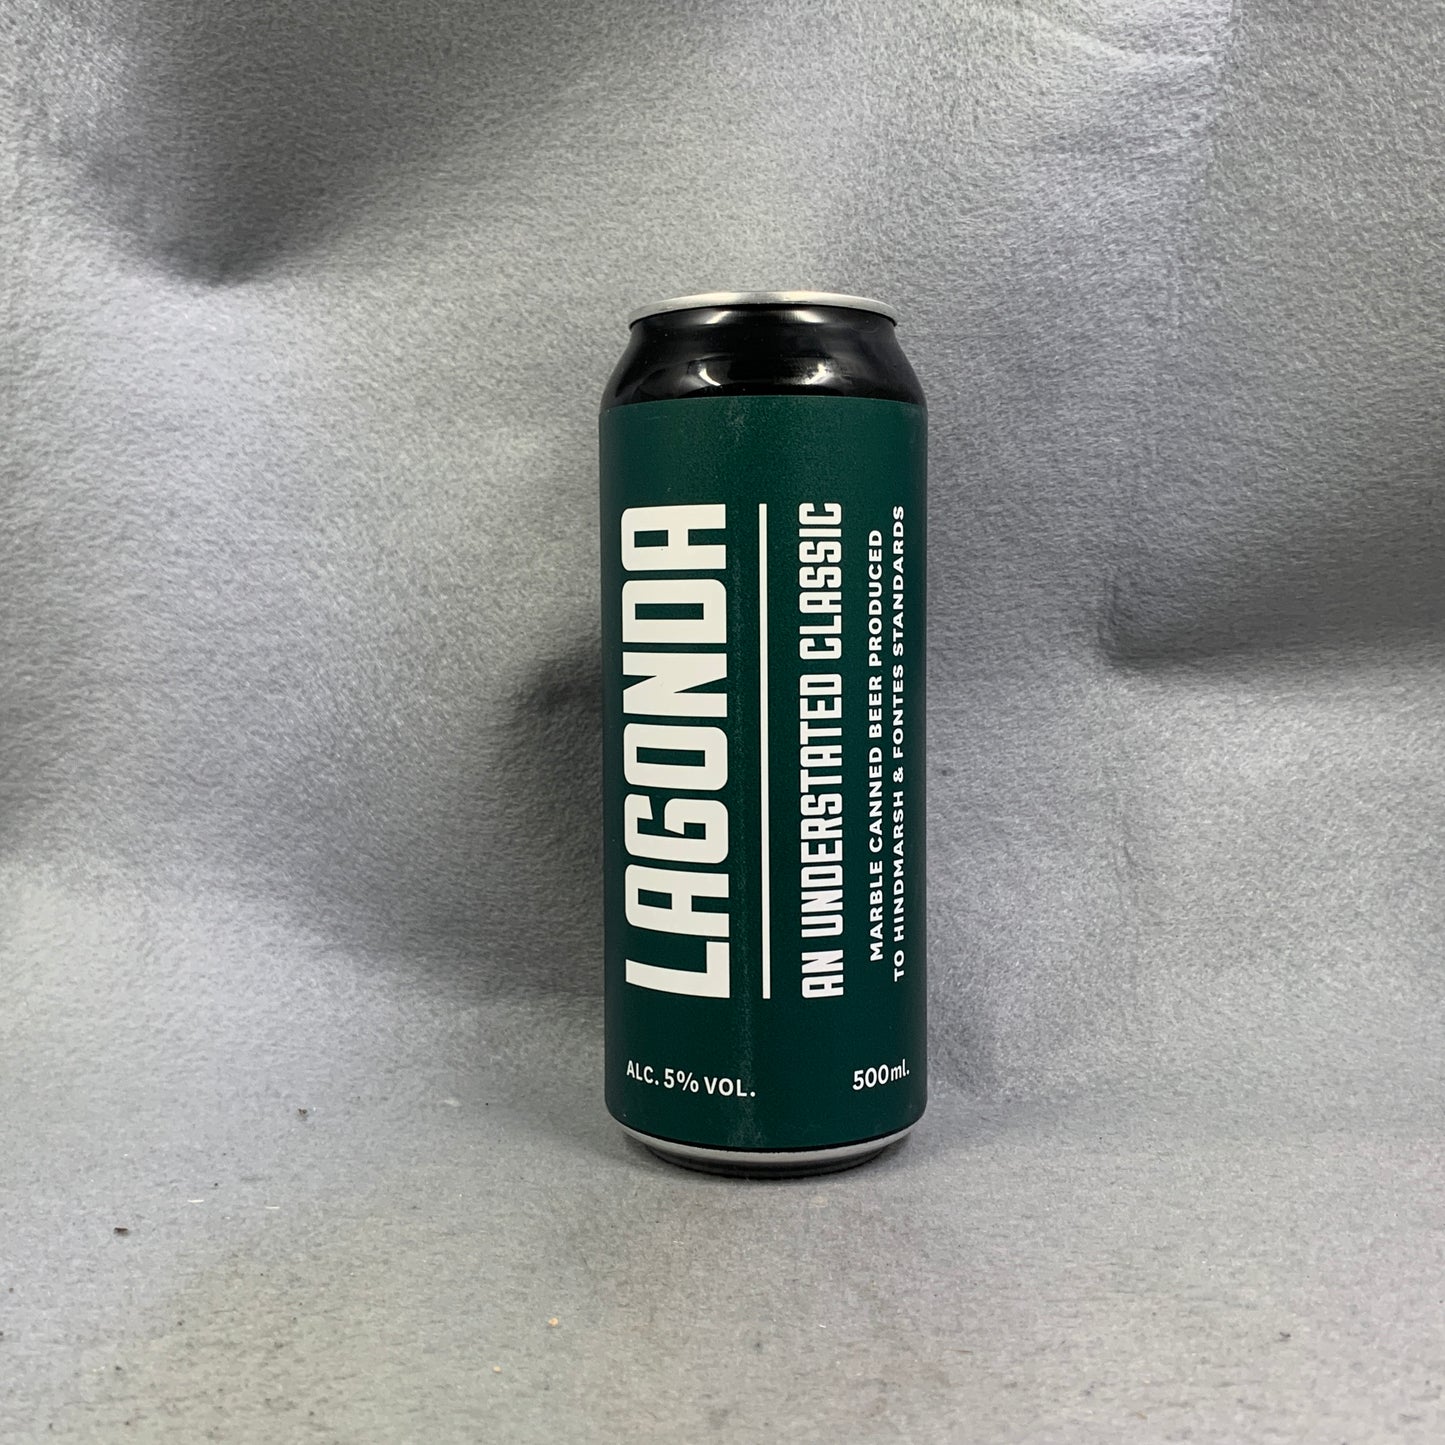 LAGONDA
AN UNDERSTATED CLASSIC
MARBLE CANNED BEER PRODUCED
TO HINDMARSH & FONTES STANDARDS
ALC. 5% VOL.
500ml.